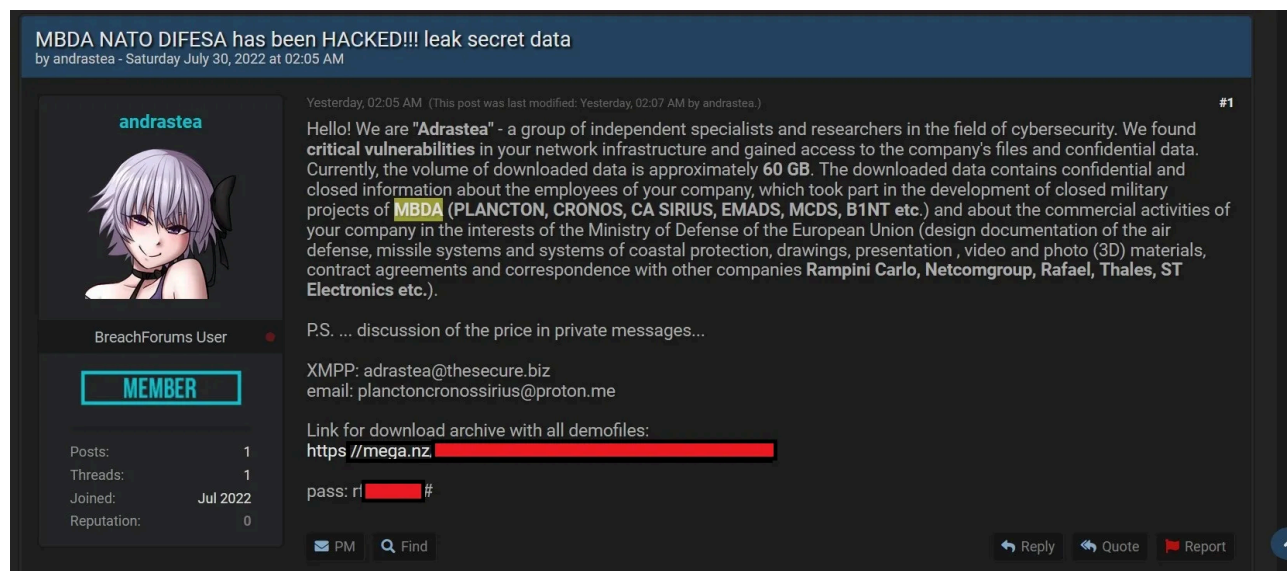 MBDA NATO DIFESA has been HACKED!!! leak secret data
by andrastea - Saturday July 30, 2022 at 02:05 AM
andrastea
BreachForums User
MEMBER
Posts: 1
Threads: 1
Joined: Jul 2022
Reputation: 0
Yesterday, 02:05 AM (This post was last modified: Yesterday, 02:07 AM by andrastea.)
#1
Hello! We are "Adrastea" - a group of independent specialists and researchers in the field of cybersecurity. We found
critical vulnerabilities in your network infrastructure and gained access to the company's files and confidential data.
Currently, the volume of downloaded data is approximately 60 GB. The downloaded data contains confidential and
closed information about the employees of your company, which took part in the development of closed military
projects of MBDA (PLANCTON, CRONOS, CA SIRIUS, EMADS, MCDS, B1NT etc.) and about the commercial activities of
your company in the interests of the Ministry of Defense of the European Union (design documentation of the air
defense, missile systems and systems of coastal protection, drawings, presentation , video and photo (3D) materials,
contract agreements and correspondence with other companies Rampini Carlo, Netcomgroup, Rafael, Thales, ST
Electronics etc.).
P.S. ... discussion of the price in private messages...
XMPP: adrastea@thesecure.biz
email: planctoncronossirius@proton.me
Link for download archive with all demofiles:
https://mega.nz
pass: r #
PM Find
Reply Quote Report